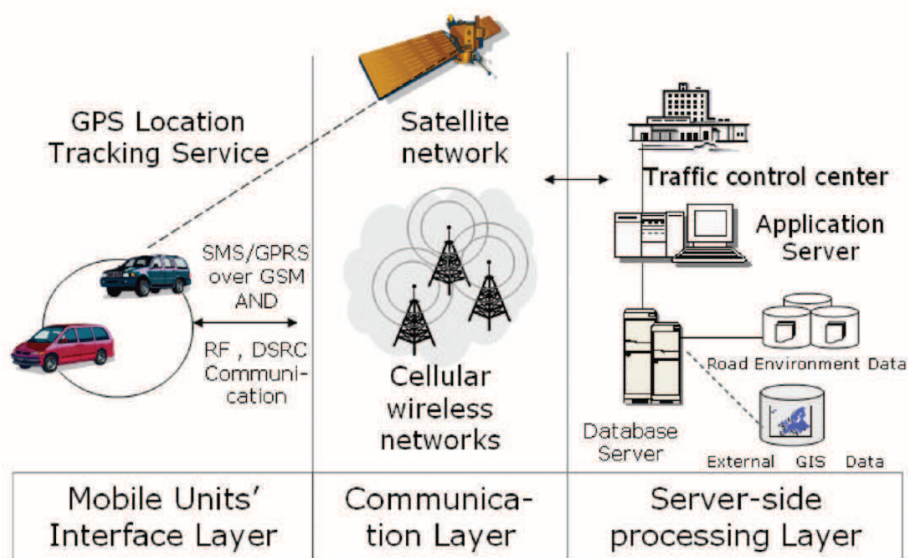 GPS Location
Tracking Service
Satellite
network
Traffic control center
Application
Server
SMS/GPRS
over GSM
AND
RF , DSRC
Communi-
cation
Cellular
wireless
networks
Road Environment Data
Database
Server
External GIS Data
Mobile Units'
Interface Layer
Communica-
tion Layer
Server-side
processing Layer